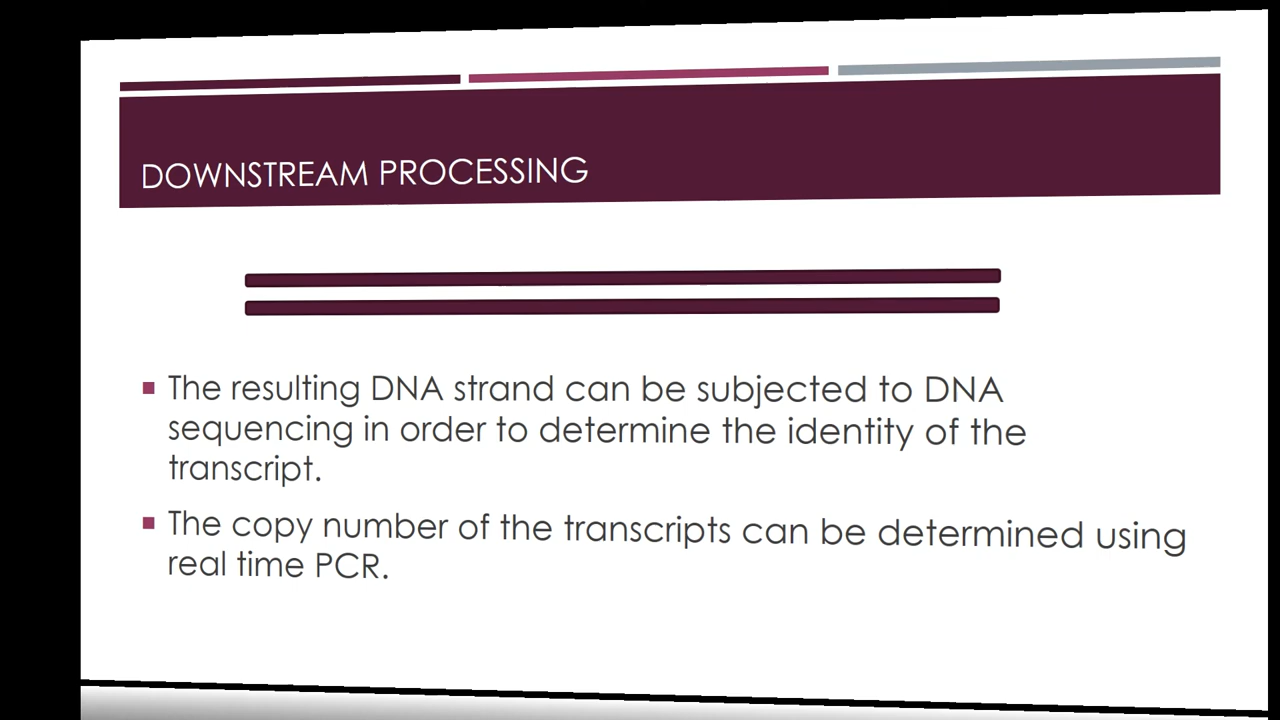 DOWNSTREAM PROCESSING
The resulting DNA strand can be subjected to DNA
sequencing in order to determine the identity of the
transcript.
The copy number of the transcripts can be determined using
real time PCR.